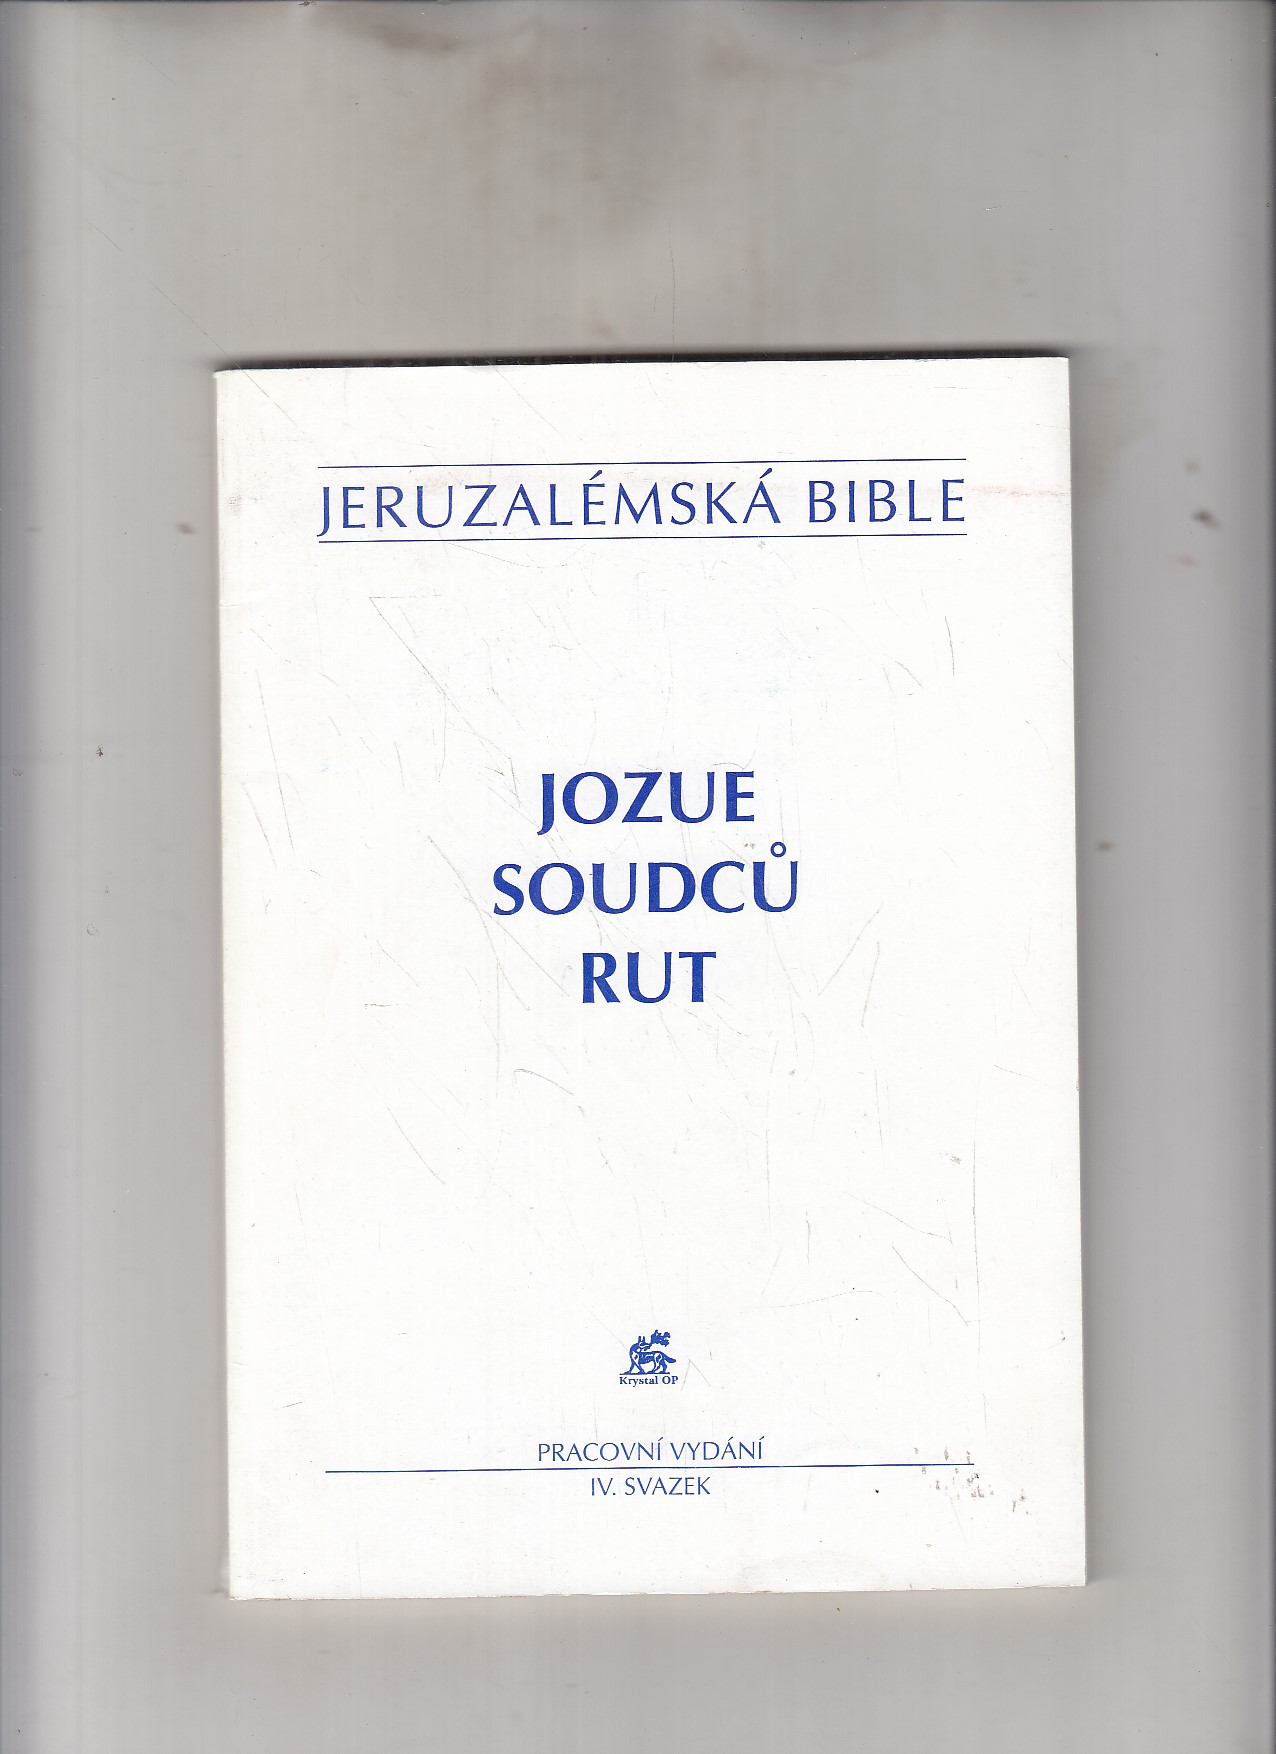 JERUZALÉMSKÁ BIBLE
JOZUE
SOUDCŮ
RUT
Krystal OP
PRACOVNÍ VYDÁNÍ
IV. SVAZEK